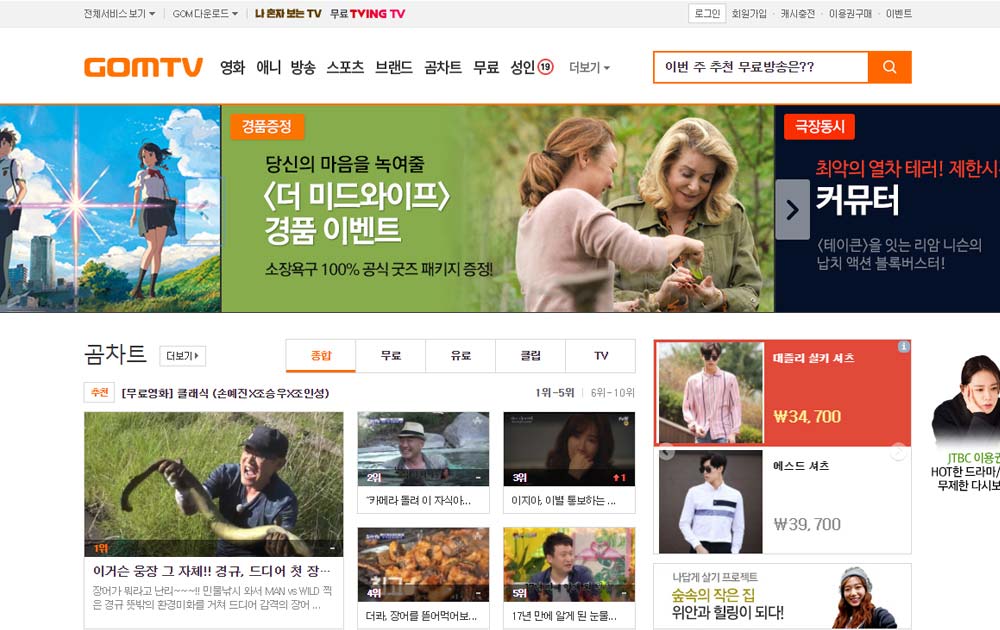 전체서비스 보기
GOM 다운로드
나 혼자 보는 TV
무료 TVING TV
로그인
회원가입
캐시충전
이용권구매
이벤트
GOMTV
영화 애니 방송 스포츠 브랜드 곰차트 무료 성인 19 더보기
이번 주 추천 무료방송은??
경품증정
당신의 마음을 녹여줄
<더 미드와이프>
경품 이벤트
소장욕구 100% 공식 굿즈 패키지 증정!
극장동시
최악의 열차 테러! 제한시
커뮤터
<테이큰>을 잇는 리암 니슨의
납치 액션 블록버스터!
곰차트
더보기
종합 무료 유료 클립 TV
추천
[무료영화] 클래식 (손예진X조승우X조인성)
1위~5위
6위~10위
1위
이거슨 웅장 그 자체!! 경규, 드디어 첫 장…
장어가 뭐라고 난리~~~!! 민물낚시 와서 MAN vs WILD 찍
은 경규 뜻밖의 환경미화를 거쳐 드디어 감격의 장어 ...
2위
"카메라 돌려 이 자식아...
3위
1
이지아, 이별 통보하는 ...
4위
더콰, 장어를 뜯어먹어보...
5위
17년 만에 알게 된 눈물...
대즐리 실키 셔츠
₩34,700
에스드 셔츠
₩39,700
나답게 살기 프로젝트
숲속의 작은 집
위안과 힐링이 되다!
JTBC 이용권
HOT한 드라마/
무제한 다시보